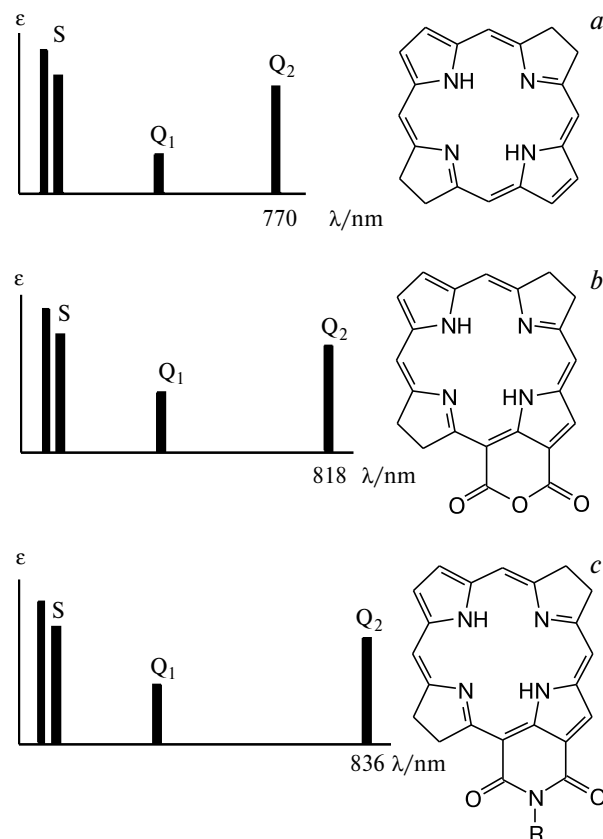 ε
S
Q₁
Q₂
770 λ/nm
a
NH
N
N
HN
ε
S
Q₁
Q₂
818 λ/nm
b
NH
N
N
HN
O
O
O
ε
S
Q₁
Q₂
836 λ/nm
c
NH
N
N
HN
O
N
O
R